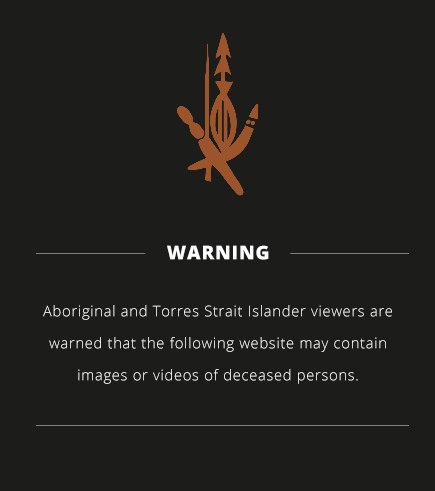 WARNING
Aboriginal and Torres Strait Islander viewers are
warned that the following website may contain
images or videos of deceased persons.